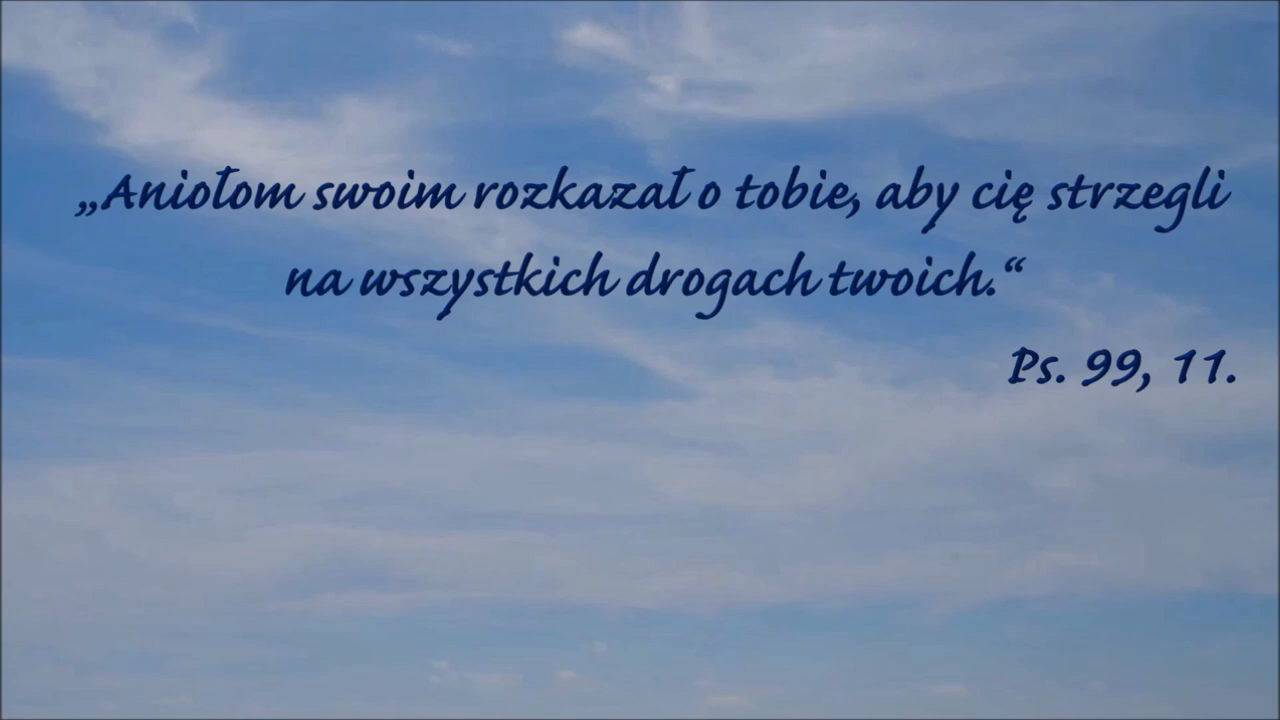 „Aniołom swoim rozkazał o tobie, aby cię strzegli
na wszystkich drogach twoich.“
Ps. 99, 11.